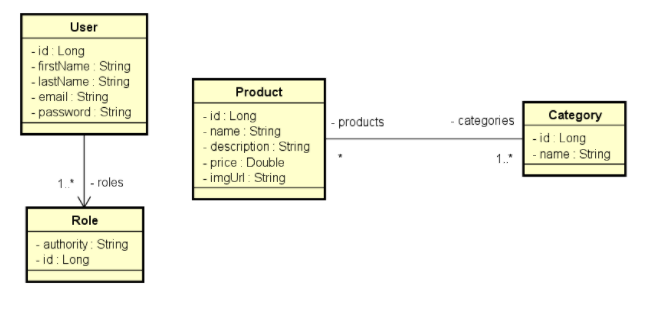 User
- id : Long
- firstName : String
- lastName : String
- email : String
- password : String
1..* - roles
Role
- authority : String
- id : Long
Product
- id : Long
- name : String
- description : String
- price : Double
- imgUrl : String
- products
*
- categories
1..*
Category
- id : Long
- name : String